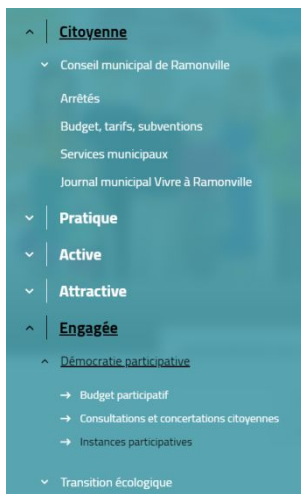 Citoyenne
Conseil municipal de Ramonville
Arrêtés
Budget, tarifs, subventions
Services municipaux
Journal municipal Vivre à Ramonville
Pratique
Active
Attractive
Engagée
Démocratie participative
→ Budget participatif
→ Consultations et concertations citoyennes
→ Instances participatives
Transition écologique